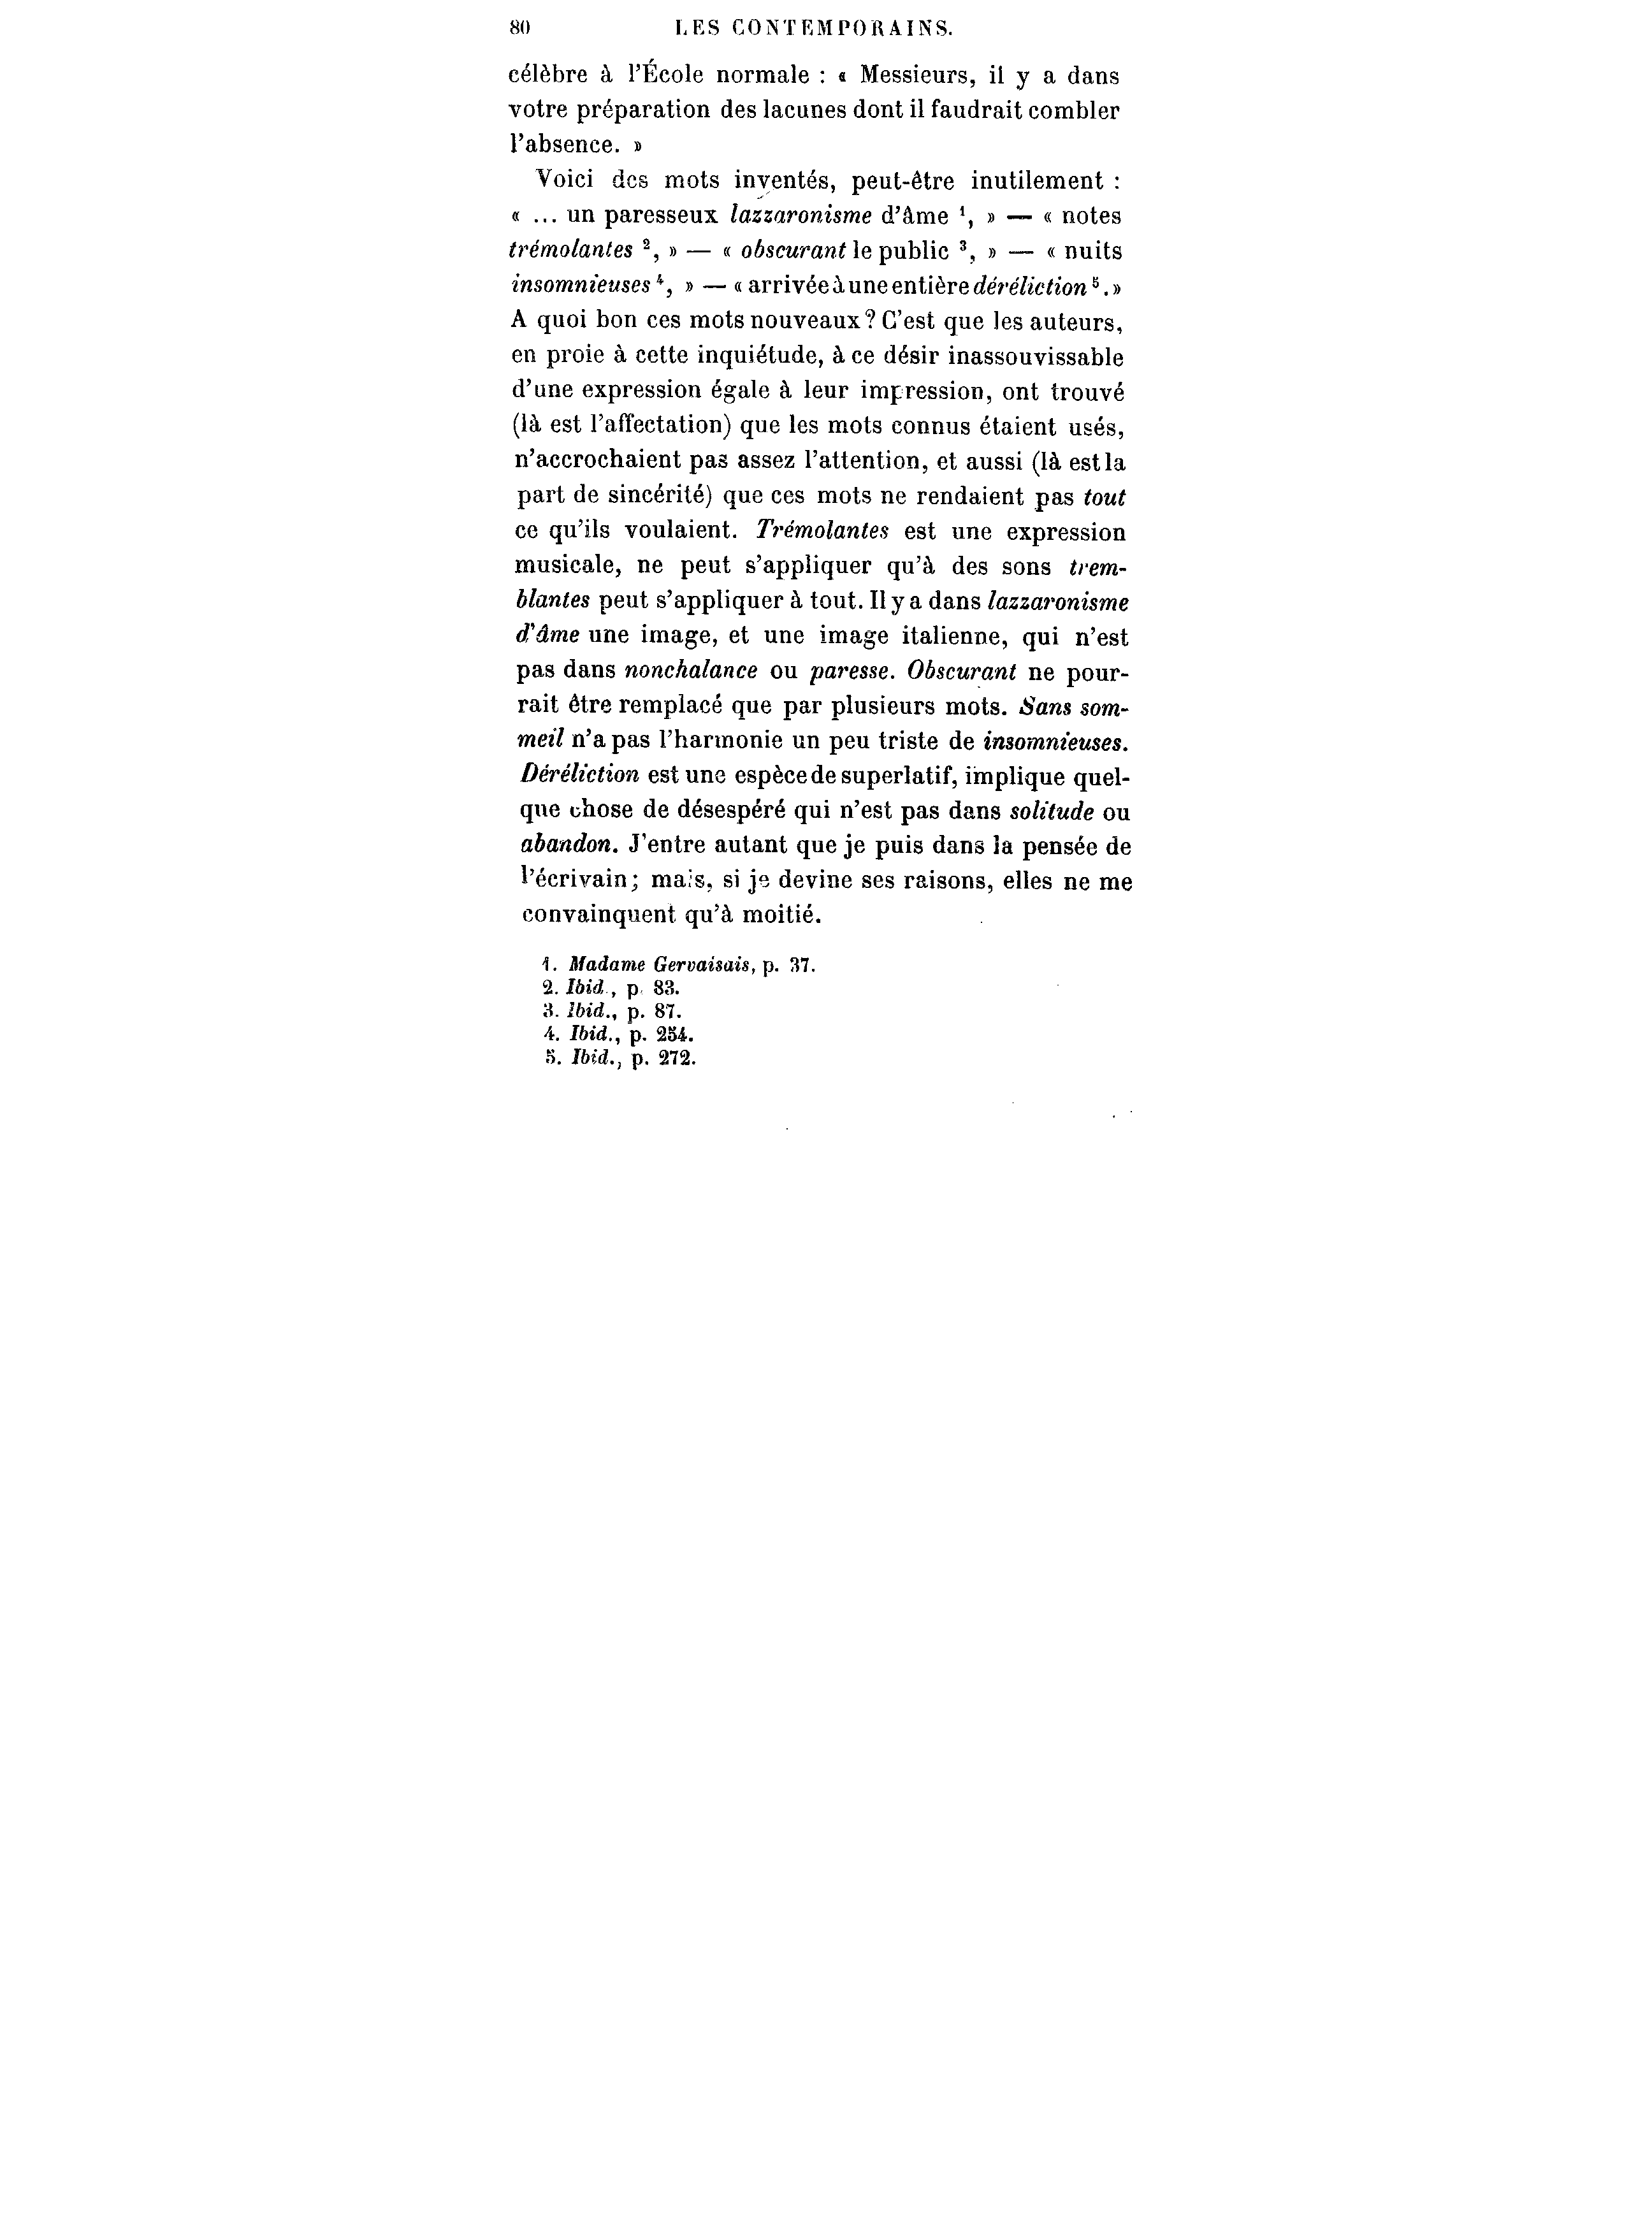 80 LES CONTEMPORAINS.
célèbre à l'École normale : « Messieurs, il y a dans
votre préparation des lacunes dont il faudrait combler
l'absence. »
Voici des mots inventés, peut-être inutilement :
« ... un paresseux lazzaronisme d'âme ¹, » — « notes
trémolantes ², » — « obscurant le public ³, » — « nuits
insomnieuses ⁴, » — « arrivée à une entière déréliction ⁵. »
A quoi bon ces mots nouveaux ? C'est que les auteurs,
en proie à cette inquiétude, à ce désir inassouvissable
d'une expression égale à leur impression, ont trouvé
(là est l'affectation) que les mots connus étaient usés,
n'accrochaient pas assez l'attention, et aussi (là est la
part de sincérité) que ces mots ne rendaient pas tout
ce qu'ils voulaient. Trémolantes est une expression
musicale, ne peut s'appliquer qu'à des sons trem-
blantes peut s'appliquer à tout. Il y a dans lazzaronisme
d'âme une image, et une image italienne, qui n'est
pas dans nonchalance ou paresse. Obscurant ne pour-
rait être remplacé que par plusieurs mots. Sans som-
meil n'a pas l'harmonie un peu triste de insomnieuses.
Déréliction est une espèce de superlatif, implique quel-
que chose de désespéré qui n'est pas dans solitude ou
abandon. J'entre autant que je puis dans la pensée de
l'écrivain; mais, si je devine ses raisons, elles ne me
convainquent qu'à moitié.
1. Madame Gervaisais, p. 37.
2. Ibid., p. 83.
3. Ibid., p. 87.
4. Ibid., p. 254.
5. Ibid., p. 272.